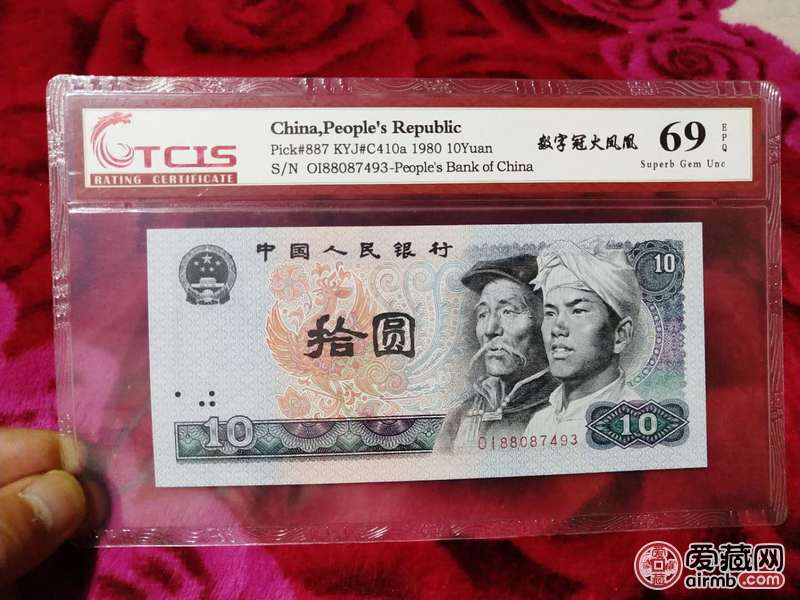 TCIS
RATING CERTIFICATE
China,People's Republic
Pick#887 KYJ#C410a 1980 10Yuan
S/N OI88087493-People's Bank of China
数字冠火凤凰
69
EPQ
Superb Gem Unc
中国人民银行
10
拾圆
10
OI88087493
10
爱藏网
airmb.com